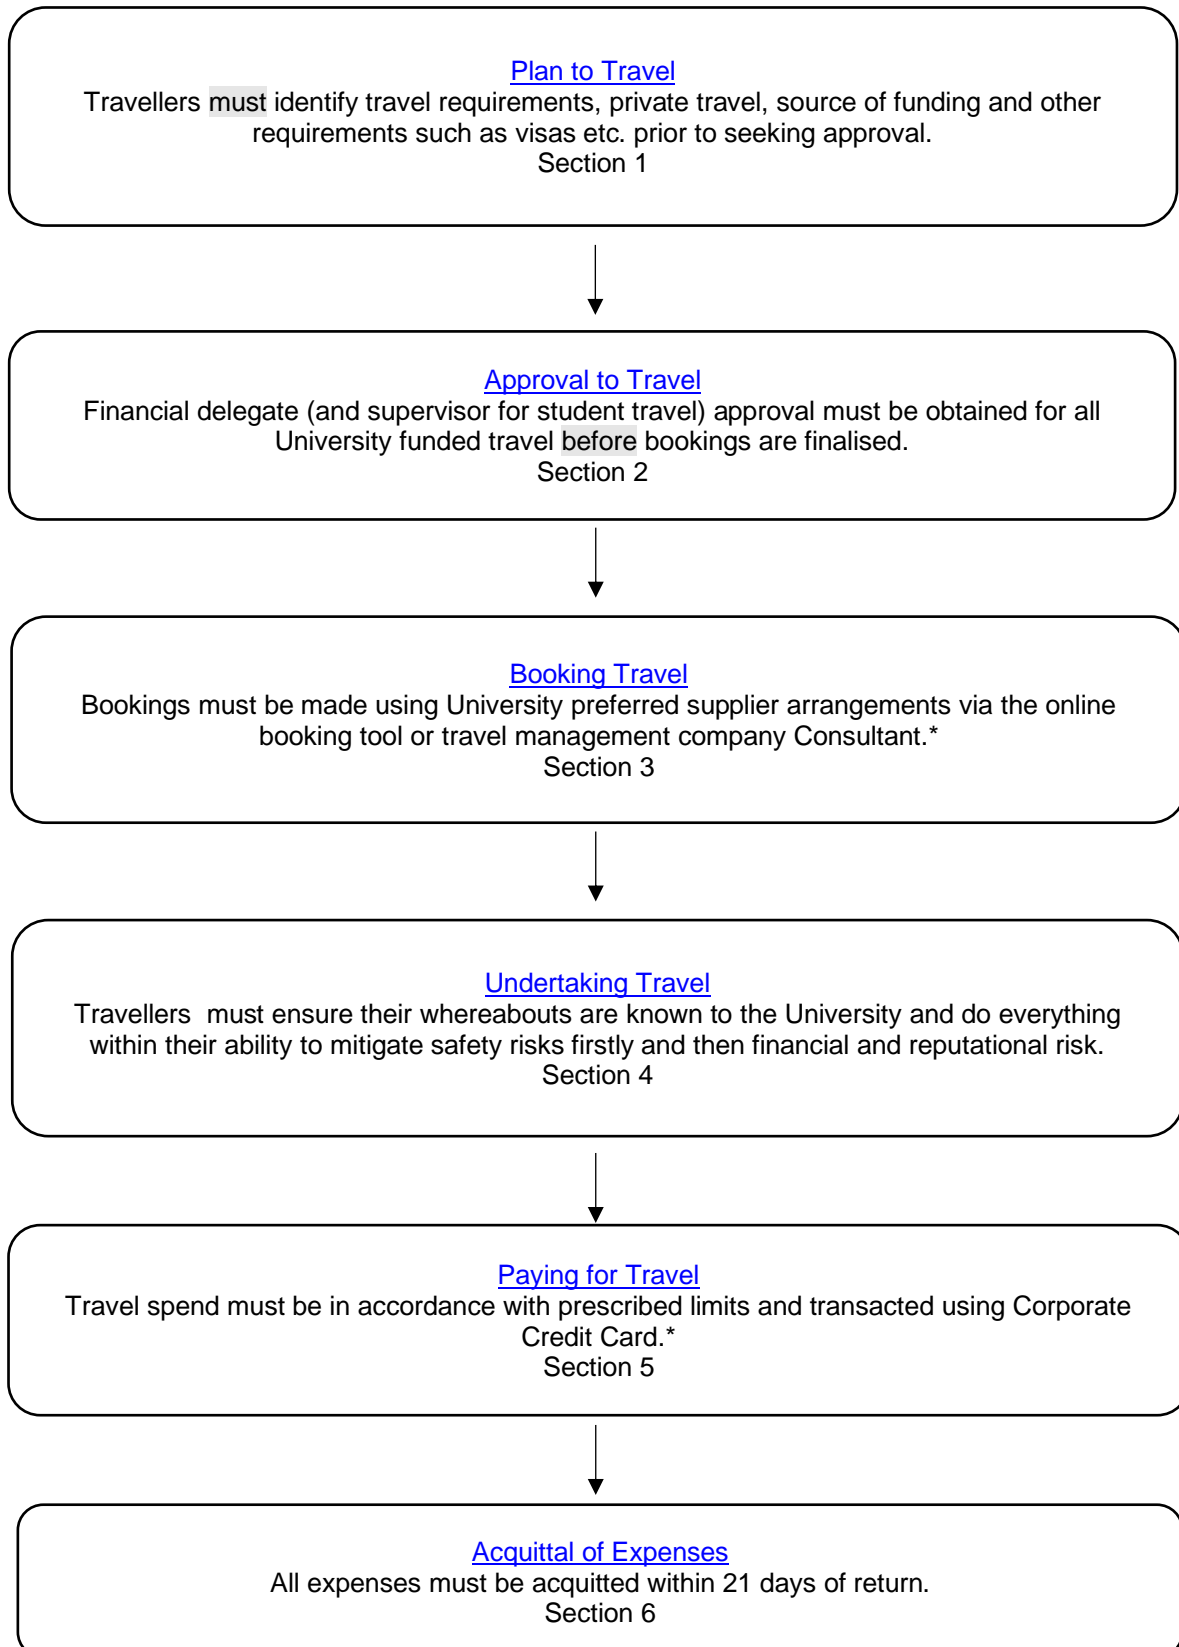 Plan to Travel
Travellers must identify travel requirements, private travel, source of funding and other
requirements such as visas etc. prior to seeking approval.
Section 1
Approval to Travel
Financial delegate (and supervisor for student travel) approval must be obtained for all
University funded travel before bookings are finalised.
Section 2
Booking Travel
Bookings must be made using University preferred supplier arrangements via the online
booking tool or travel management company Consultant.*
Section 3
Undertaking Travel
Travellers  must ensure their whereabouts are known to the University and do everything
within their ability to mitigate safety risks firstly and then financial and reputational risk.
Section 4
Paying for Travel
Travel spend must be in accordance with prescribed limits and transacted using Corporate
Credit Card.*
Section 5
Acquittal of Expenses
All expenses must be acquitted within 21 days of return.
Section 6